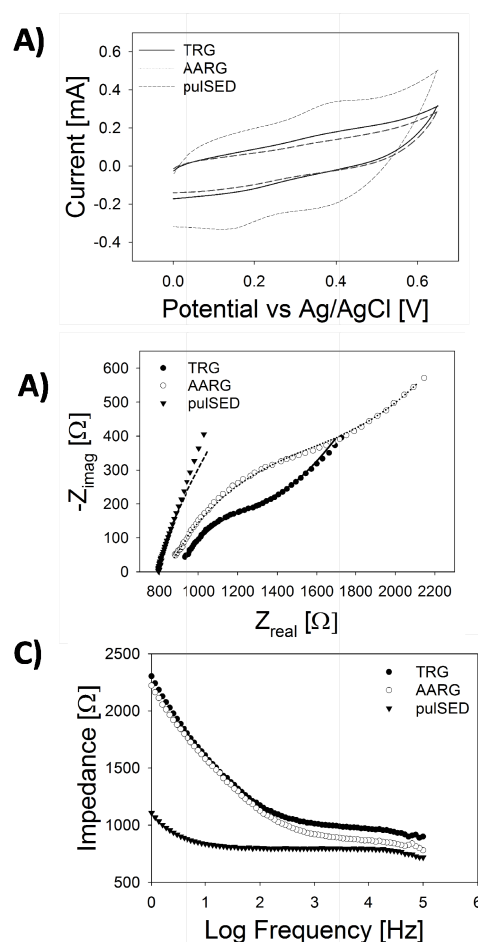 A)
TRG
AARG
pulSED
Current [mA]
0.6
0.4
0.2
0.0
-0.2
-0.4
0.0 0.2 0.4 0.6
Potential vs Ag/AgCl [V]
A)
TRG
AARG
pulSED
-Zimag [Ω]
600
500
400
300
200
100
0
800 1000 1200 1400 1600 1800 2000 2200
Zreal [Ω]
C)
TRG
AARG
pulSED
Impedance [Ω]
2500
2000
1500
1000
500
0 1 2 3 4 5
Log Frequency [Hz]